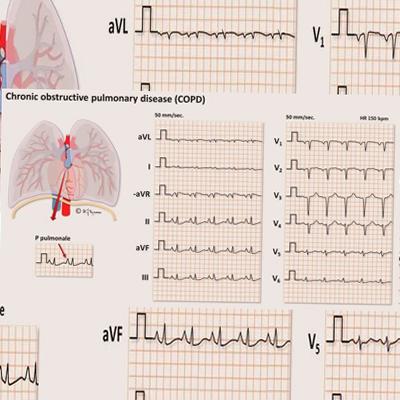 aVL
V1
Chronic obstructive pulmonary disease (COPD)
50 mm/sec.
50 mm/sec.
HR 150 bpm
aVL
I
-aVR
II
aVF
III
V1
V2
V3
V4
V5
V6
P pulmonale
aVF
V5